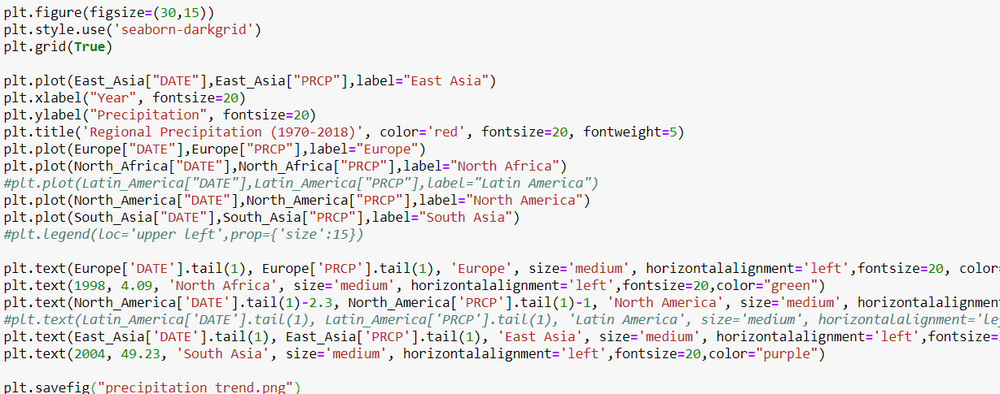 plt.figure(figsize=(30,15))
plt.style.use('seaborn-darkgrid')
plt.grid(True)
plt.plot(East_Asia["DATE"],East_Asia["PRCP"],label="East Asia")
plt.xlabel("Year", fontsize=20)
plt.ylabel("Precipitation", fontsize=20)
plt.title('Regional Precipitation (1970-2018)', color='red', fontsize=20, fontweight=5)
plt.plot(Europe["DATE"],Europe["PRCP"],label="Europe")
plt.plot(North_Africa["DATE"],North_Africa["PRCP"],label="North Africa")
#plt.plot(Latin_America["DATE"],Latin_America["PRCP"],label="Latin America")
plt.plot(North_America["DATE"],North_America["PRCP"],label="North America")
plt.plot(South_Asia["DATE"],South_Asia["PRCP"],label="South Asia")
#plt.legend(loc='upper left',prop={'size':15})
plt.text(Europe['DATE'].tail(1), Europe['PRCP'].tail(1), 'Europe', size='medium', horizontalalignment='left',fontsize=20, color=
plt.text(1998, 4.09, 'North Africa', size='medium', horizontalalignment='left',fontsize=20,color="green")
plt.text(North_America['DATE'].tail(1)-2.3, North_America['PRCP'].tail(1)-1, 'North America', size='medium', horizontalalignment
#plt.text(Latin_America['DATE'].tail(1), Latin_America['PRCP'].tail(1), 'Latin America', size='medium', horizontalalignment='le
plt.text(East_Asia['DATE'].tail(1), East_Asia['PRCP'].tail(1), 'East Asia', size='medium', horizontalalignment='left',fontsize=
plt.text(2004, 49.23, 'South Asia', size='medium', horizontalalignment='left',fontsize=20,color="purple")
plt.savefig("precipitation trend.png")